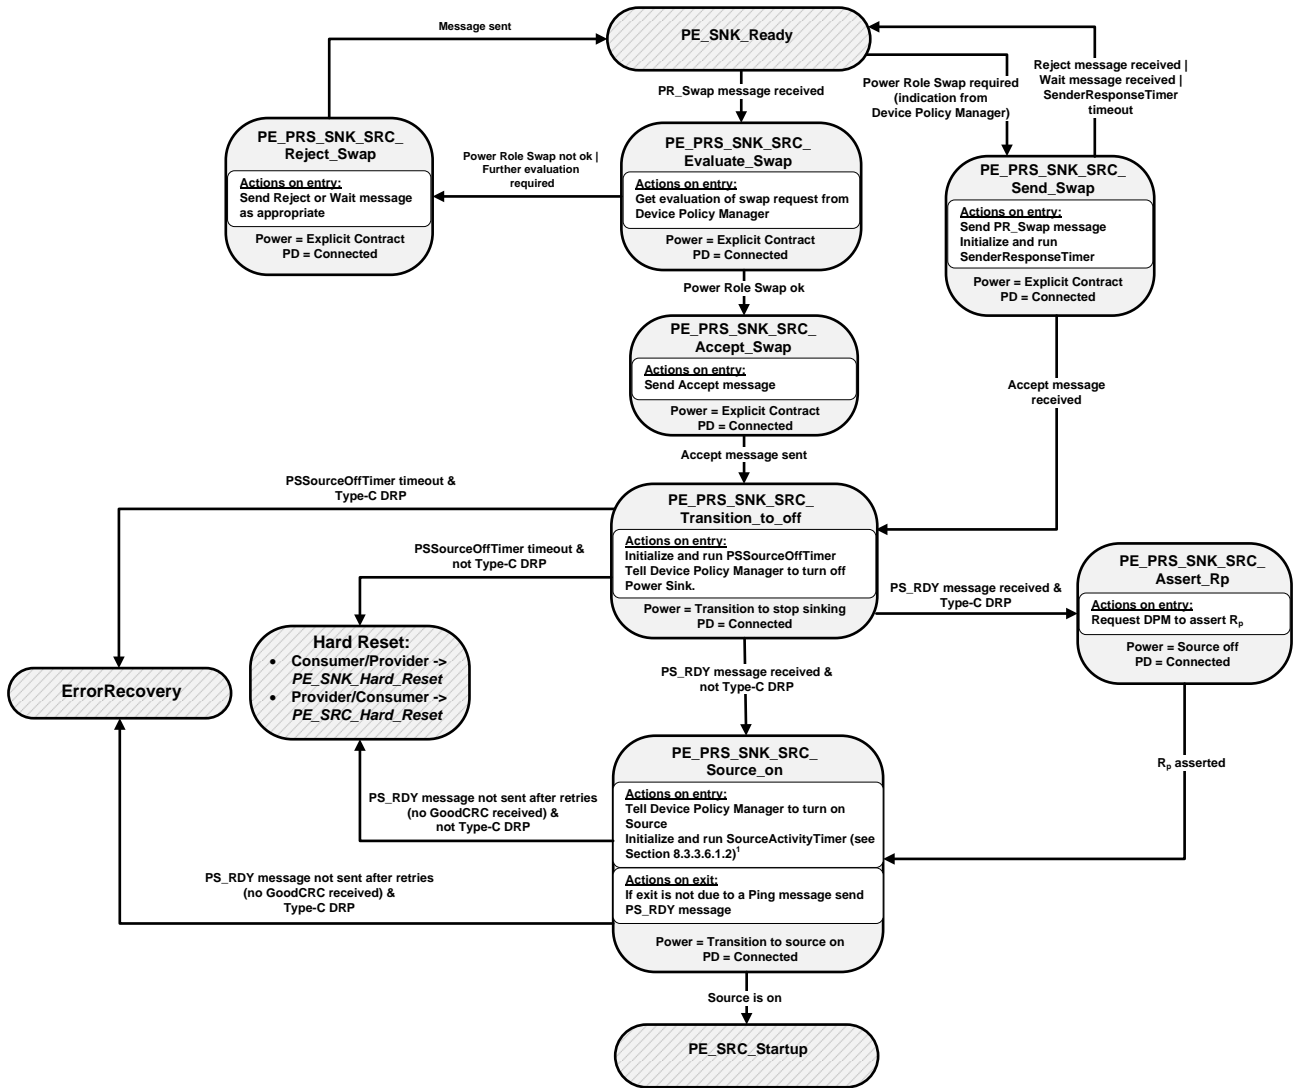 Message sent
PE_SNK_Ready
PR_Swap message received
Power Role Swap required
(indication from
Device Policy Manager)
Reject message received |
Wait message received |
SenderResponseTimer
timeout
PE_PRS_SNK_SRC_
Reject_Swap
Actions on entry:
Send Reject or Wait message
as appropriate
Power = Explicit Contract
PD = Connected
Power Role Swap not ok |
Further evaluation
required
PE_PRS_SNK_SRC_
Evaluate_Swap
Actions on entry:
Get evaluation of swap request from
Device Policy Manager
Power = Explicit Contract
PD = Connected
PE_PRS_SNK_SRC_
Send_Swap
Actions on entry:
Send PR_Swap message
Initialize and run
SenderResponseTimer
Power = Explicit Contract
PD = Connected
Power Role Swap ok
PE_PRS_SNK_SRC_
Accept_Swap
Actions on entry:
Send Accept message
Power = Explicit Contract
PD = Connected
Accept message
received
Accept message sent
PSSourceOffTimer timeout &
Type-C DRP
PSSourceOffTimer timeout &
not Type-C DRP
PE_PRS_SNK_SRC_
Transition_to_off
Actions on entry:
Initialize and run PSSourceOffTimer
Tell Device Policy Manager to turn off
Power Sink.
Power = Transition to stop sinking
PD = Connected
PS_RDY message received &
Type-C DRP
PE_PRS_SNK_SRC_
Assert_Rp
Actions on entry:
Request DPM to assert Rp
Power = Source off
PD = Connected
ErrorRecovery
Hard Reset:
• Consumer/Provider ->
PE_SNK_Hard_Reset
• Provider/Consumer ->
PE_SRC_Hard_Reset
PS_RDY message received &
not Type-C DRP
Rp asserted
PE_PRS_SNK_SRC_
Source_on
Actions on entry:
Tell Device Policy Manager to turn on
Source
Initialize and run SourceActivityTimer (see
Section 8.3.3.6.1.2)1
Actions on exit:
If exit is not due to a Ping message send
PS_RDY message
Power = Transition to source on
PD = Connected
PS_RDY message not sent after retries
(no GoodCRC received) &
not Type-C DRP
PS_RDY message not sent after retries
(no GoodCRC received) &
Type-C DRP
Source is on
PE_SRC_Startup